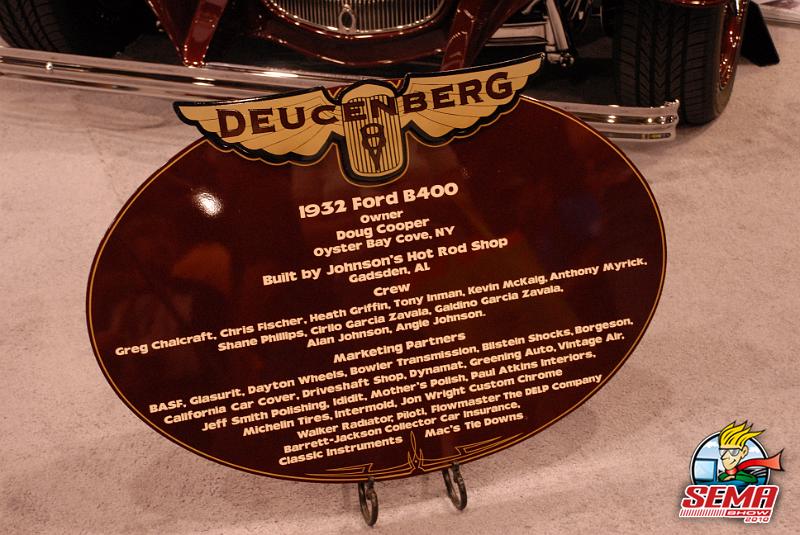 DEUCENBERG
8
1932 Ford B400
Owner
Doug Cooper
Oyster Bay Cove, NY
Built by Johnson's Hot Rod Shop
Gadsden, AL
Crew
Greg Chalcraft, Chris Fischer, Heath Griffin, Tony Inman, Kevin McKaig, Anthony Myrick,
Shane Phillips, Cirilo Garcia Zavala, Galdino Garcia Zavala,
Alan Johnson, Angie Johnson.
Marketing Partners
BASF, Glasurit, Dayton Wheels, Bowler Transmission, Bilstein Shocks, Borgeson,
California Car Cover, Driveshaft Shop, Dynamat, Greening Auto, Vintage Air,
Jeff Smith Polishing, Ididit, Mother's Polish, Paul Atkins Interiors,
Michelin Tires, Intermold, Jon Wright Custom Chrome
Walker Radiator, Piloti, Flowmaster The DELP Company
Barrett-Jackson Collector Car Insurance,
Classic Instruments Mac's Tie Downs
SEMA
SHOW
2010